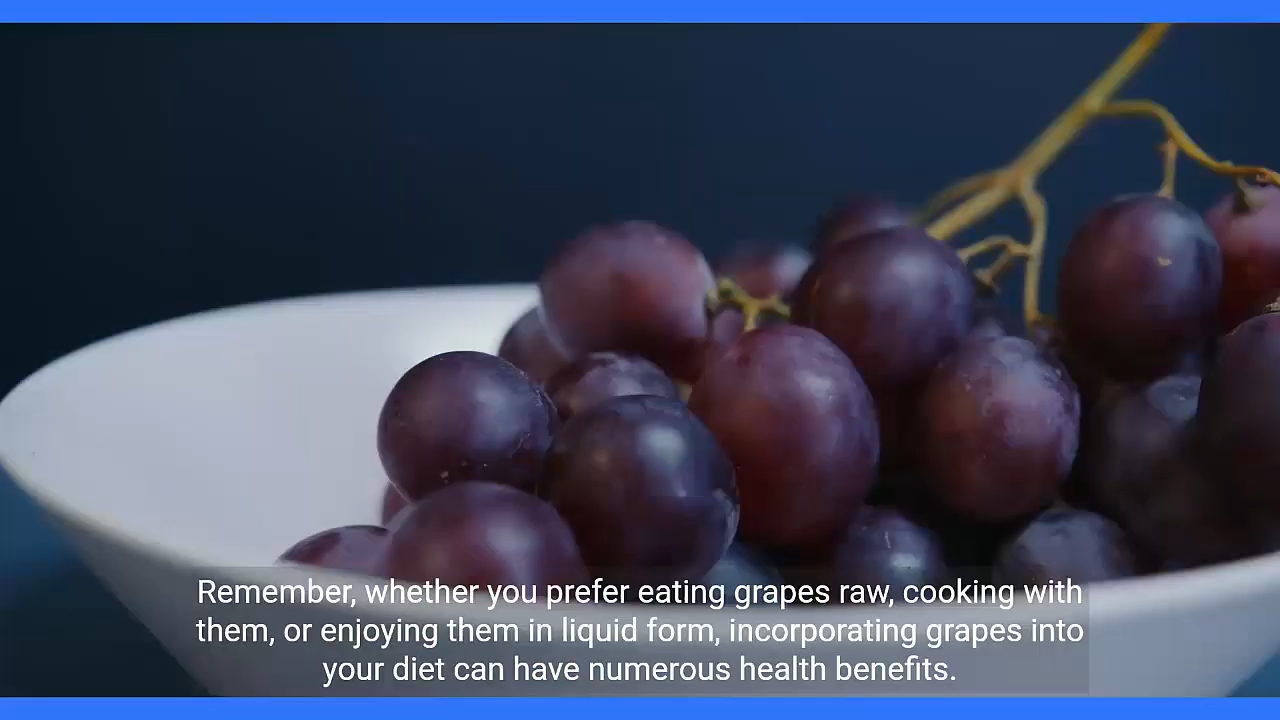 Remember, whether you prefer eating grapes raw, cooking with
them, or enjoying them in liquid form, incorporating grapes into
your diet can have numerous health benefits.